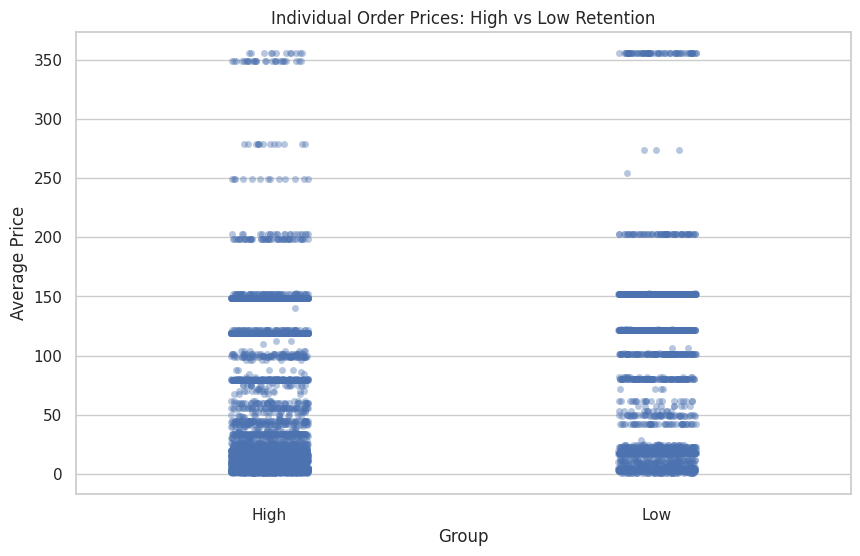 Individual Order Prices: High vs Low Retention
Average Price
350
300
250
200
150
100
50
0
High
Low
Group